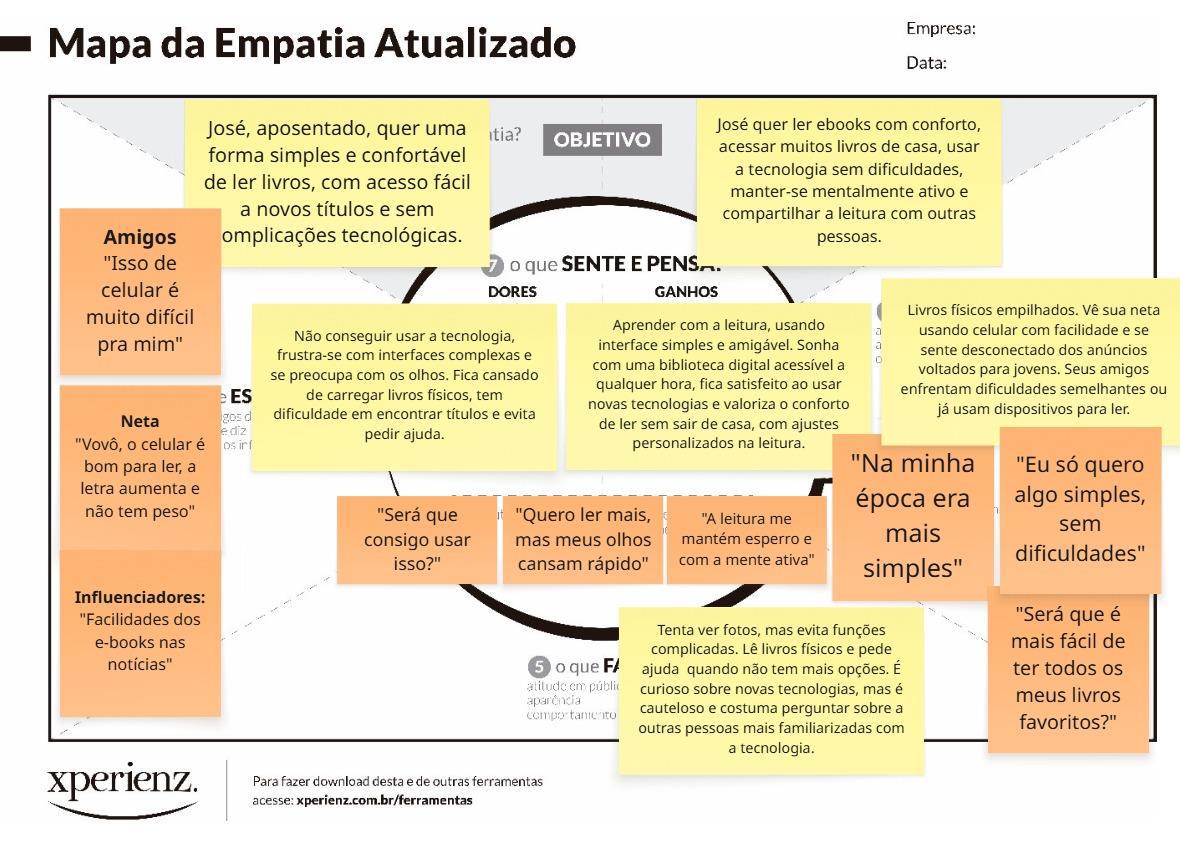 Mapa da Empatia Atualizado
Empresa:
Data:
José, aposentado, quer uma
forma simples e confortável
de ler livros, com acesso fácil
a novos títulos e sem
omplicações tecnológicas.
OBJETIVO
José quer ler ebooks com conforto,
acessar muitos livros de casa, usar
a tecnologia sem dificuldades,
manter-se mentalmente ativo e
compartilhar a leitura com outras
pessoas.
Amigos
"Isso de
celular é
muito difícil
pra mim"
7 o que SENTE E PENSA?
DORES
GANHOS
Não conseguir usar a tecnologia,
frustra-se com interfaces complexas e
se preocupa com os olhos. Fica cansado
de carregar livros físicos, tem
dificuldade em encontrar títulos e evita
pedir ajuda.
Aprender com a leitura, usando
interface simples e amigável. Sonha
com uma biblioteca digital acessível a
qualquer hora, fica satisfeito ao usar
novas tecnologias e valoriza o conforto
de ler sem sair de casa, com ajustes
personalizados na leitura.
Livros físicos empilhados. Vê sua neta
usando celular com facilidade e se
sente desconectado dos anúncios
voltados para jovens. Seus amigos
enfrentam dificuldades semelhantes ou
já usam dispositivos para ler.
Neta
"Vovô, o celular é
bom para ler, a
letra aumenta e
não tem peso"
"Na minha
época era
mais
simples"
"Eu só quero
algo simples,
sem
dificuldades"
"Será que
consigo usar
isso?"
"Quero ler mais,
mas meus olhos
cansam rápido"
"A leitura me
mantém esperro e
com a mente ativa"
Influenciadores:
"Facilidades dos
e-books nas
notícias"
"Será que é
mais fácil de
ter todos os
meus livros
favoritos?"
5 o que
atitude em
aparência
comportamento
Tenta ver fotos, mas evita funções
complicadas. Lê livros físicos e pede
ajuda quando não tem mais opções. É
curioso sobre novas tecnologias, mas é
cauteloso e costuma perguntar sobre a
outras pessoas mais familiarizadas com
a tecnologia.
xperienz.
Para fazer download desta e de outras ferramentas
acesse: xperienz.com.br/ferramentas